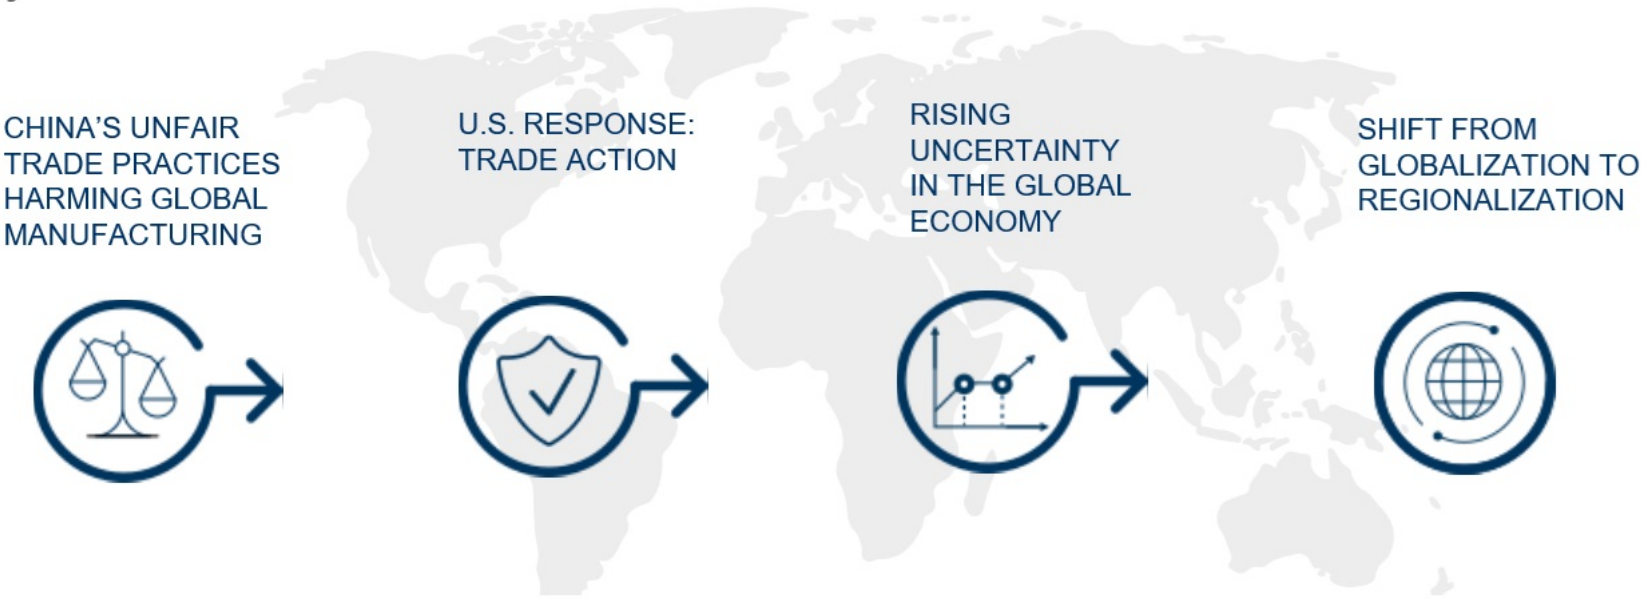 CHINA'S UNFAIR
TRADE PRACTICES
HARMING GLOBAL
MANUFACTURING
U.S. RESPONSE:
TRADE ACTION
RISING
UNCERTAINTY
IN THE GLOBAL
ECONOMY
SHIFT FROM
GLOBALIZATION TO
REGIONALIZATION